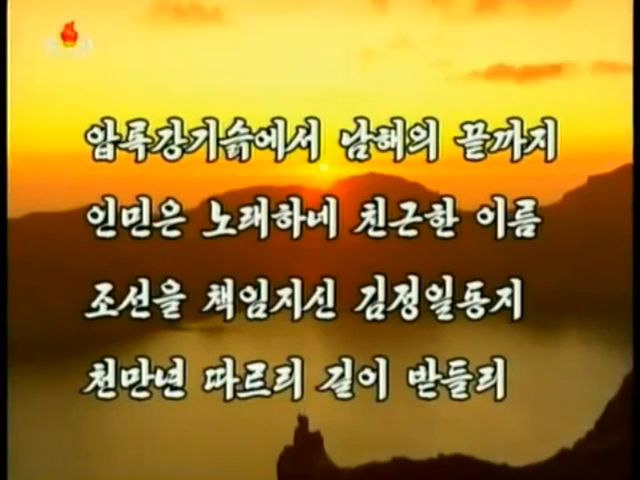 압록강기슭에서 남해의 끝까지
인민은 노래하네 친근한 이름
조선을 책임지신 김정일동지
천만년 따르리 길이 받들리